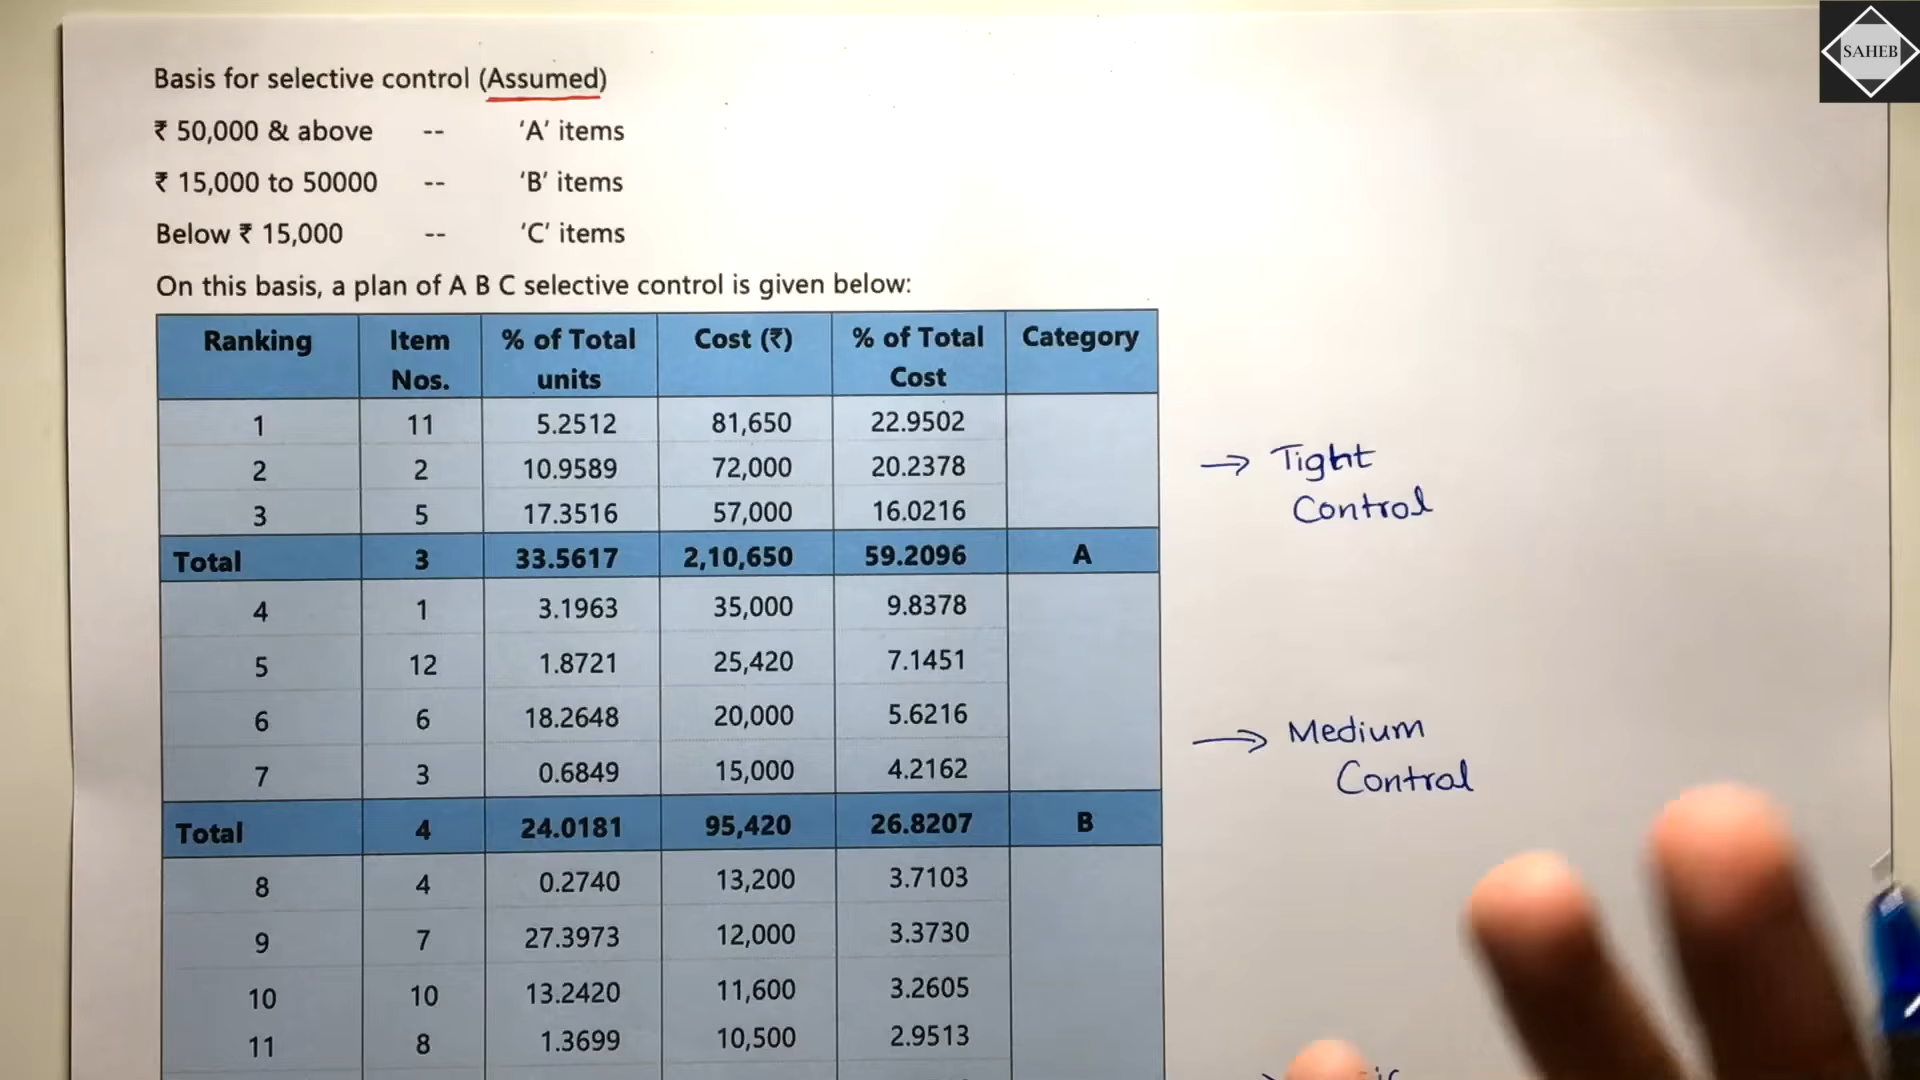 SAHEB
Basis for selective control (Assumed)
₹ 50,000 & above -- ‘A’ items
₹ 15,000 to 50000 -- ‘B’ items
Below ₹ 15,000 -- ‘C’ items
On this basis, a plan of A B C selective control is given below:
Ranking Item Nos. % of Total units Cost (₹) % of Total Cost Category
1 11 5.2512 81,650 22.9502
2 2 10.9589 72,000 20.2378
3 5 17.3516 57,000 16.0216
Total 3 33.5617 2,10,650 59.2096 A
→ Tight
Control
4 1 3.1963 35,000 9.8378
5 12 1.8721 25,420 7.1451
6 6 18.2648 20,000 5.6216
7 3 0.6849 15,000 4.2162
Total 4 24.0181 95,420 26.8207 B
→ Medium
Control
8 4 0.2740 13,200 3.7103
9 7 27.3973 12,000 3.3730
10 10 13.2420 11,600 3.2605
11 8 1.3699 10,500 2.9513